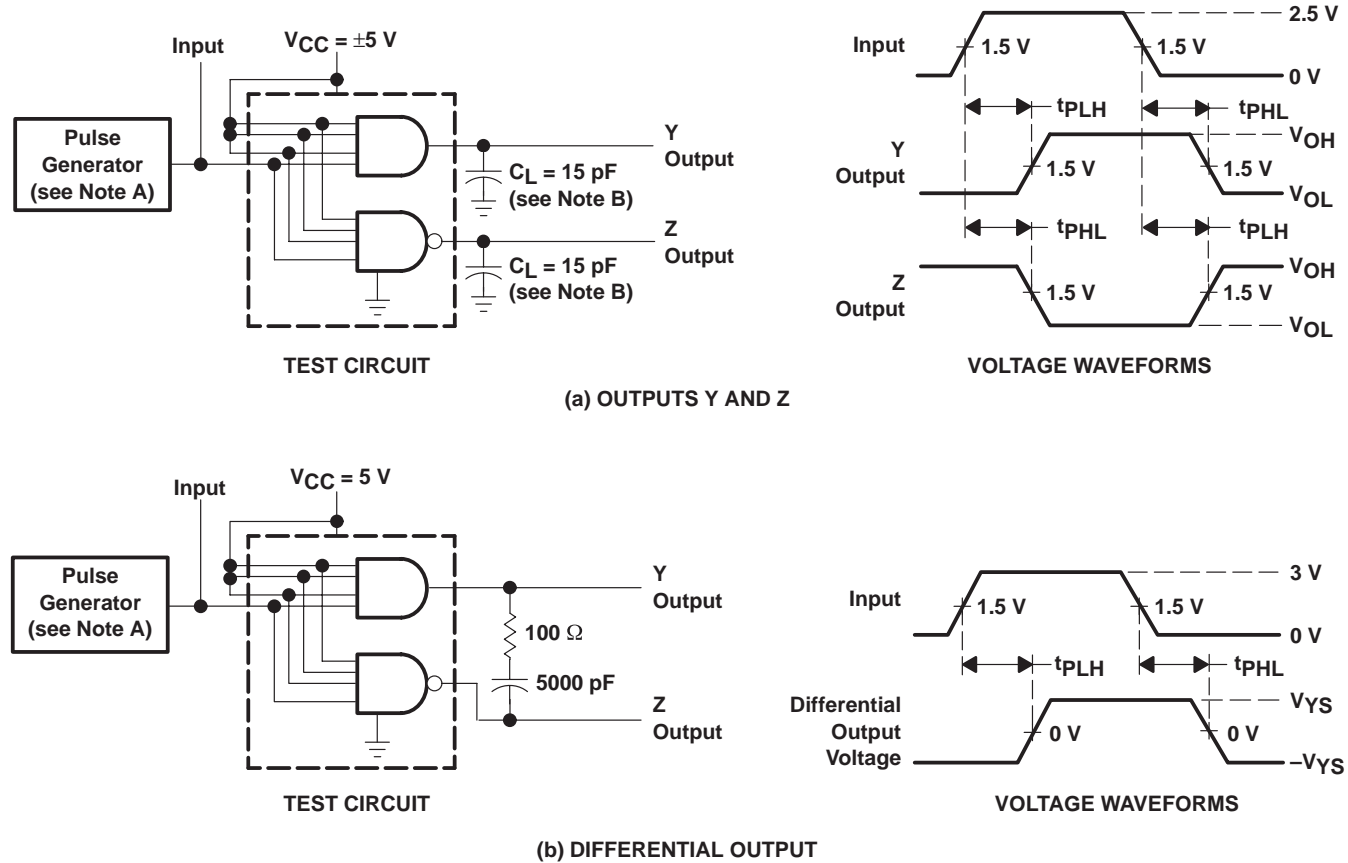 Input
VCC = ±5 V
Pulse
Generator
(see Note A)
Y
Output
CL = 15 pF
(see Note B)
Z
Output
CL = 15 pF
(see Note B)
TEST CIRCUIT
Input
2.5 V
1.5 V
1.5 V
0 V
tPLH
tPHL
Y
Output
VOH
1.5 V
1.5 V
VOL
tPHL
tPLH
Z
Output
VOH
1.5 V
1.5 V
VOL
VOLTAGE WAVEFORMS
(a) OUTPUTS Y AND Z
Input
VCC = 5 V
Pulse
Generator
(see Note A)
Y
Output
100 Ω
5000 pF
Z
Output
TEST CIRCUIT
Input
3 V
1.5 V
1.5 V
0 V
tPLH
tPHL
Differential
Output
Voltage
VYS
0 V
0 V
–VYS
VOLTAGE WAVEFORMS
(b) DIFFERENTIAL OUTPUT